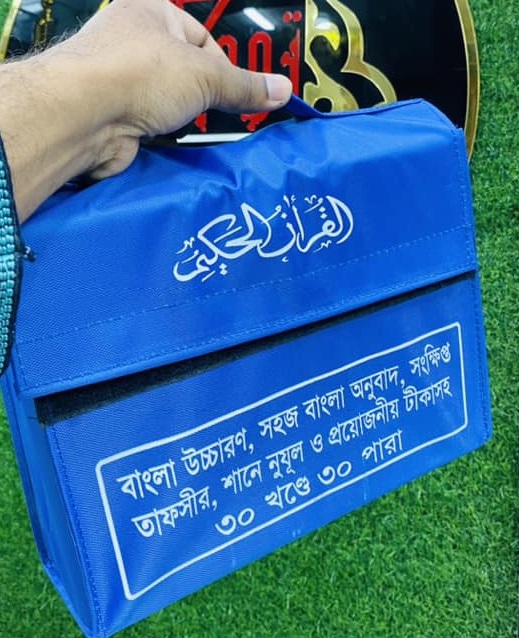 القرآن الحكيم
বাংলা উচ্চারণ, সহজ বাংলা অনুবাদ, সংক্ষিপ্ত
তাফসীর, শানে নুযূল ও প্রয়োজনীয় টীকাসহ
৩০ খণ্ডে ৩০ পারা